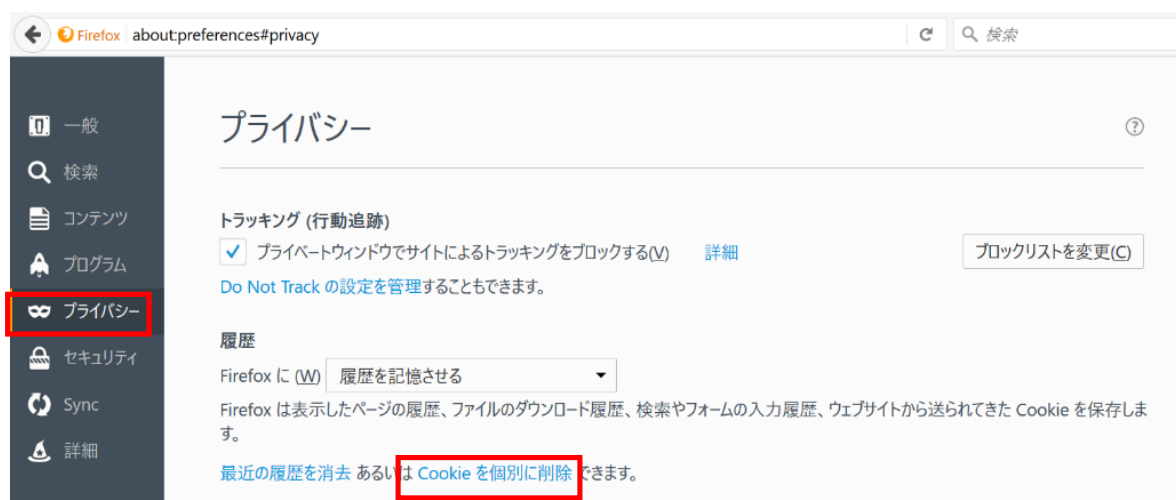 Firefox about:preferences#privacy
検索
一般
検索
コンテンツ
プログラム
プライバシー
セキュリティ
Sync
詳細
プライバシー
?
トラッキング (行動追跡)
プライベートウィンドウでサイトによるトラッキングをブロックする(V) 詳細 ブロックリストを変更(C)
Do Not Track の設定を管理することもできます。
履歴
Firefox に (W) 履歴を記憶させる
Firefox は表示したページの履歴、ファイルのダウンロード履歴、検索やフォームの入力履歴、ウェブサイトから送られてきた Cookie を保存しま
す。
最近の履歴を消去 あるいは Cookie を個別に削除 できます。